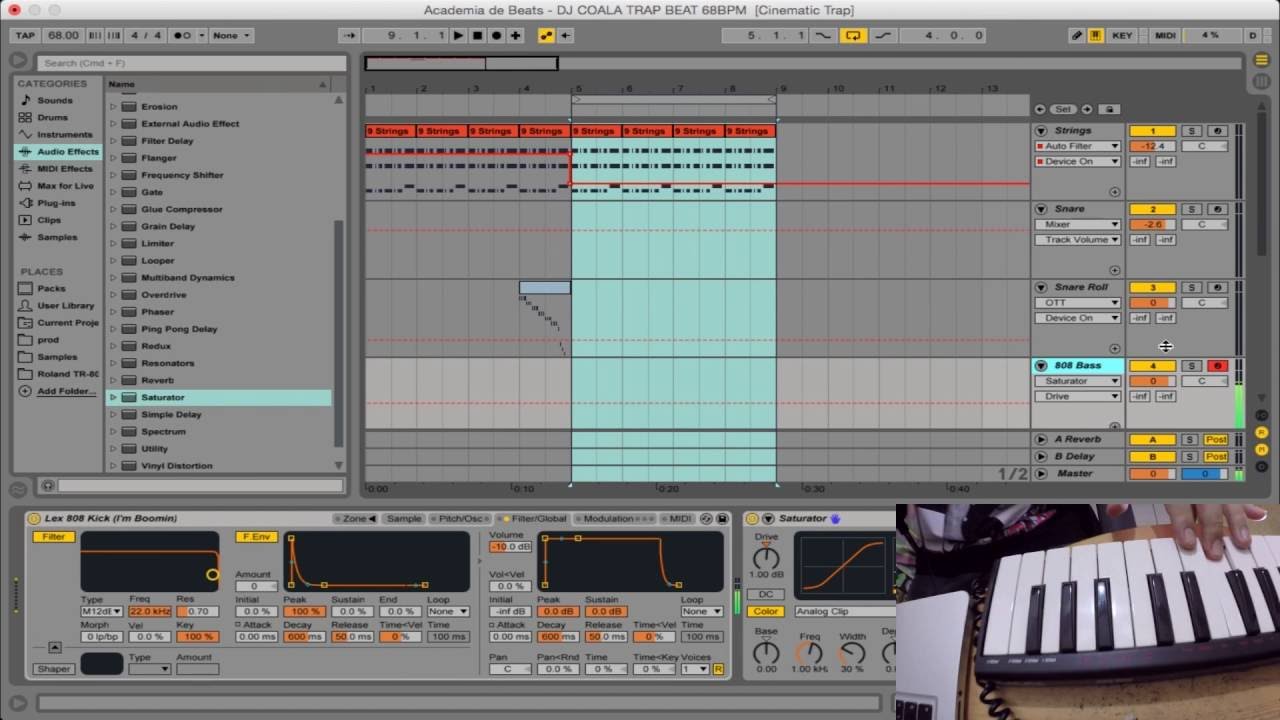 Academia de Beats - DJ COALA TRAP BEAT 68BPM [Cinematic Trap]
TAP 68.00 4 / 4 None 9. 1. 1 5. 1. 1 4. 0. 0 KEY MIDI 4 % D
Search (Cmd + F)
CATEGORIES
Sounds
Drums
Instruments
Audio Effects
MIDI Effects
Max for Live
Plug-ins
Clips
Samples
PLACES
Packs
User Library
Current Proje
prod
Samples
Roland TR-80
Add Folder...
Name
Erosion
External Audio Effect
Filter Delay
Flanger
Frequency Shifter
Gate
Glue Compressor
Grain Delay
Limiter
Looper
Multiband Dynamics
Overdrive
Phaser
Ping Pong Delay
Redux
Resonators
Reverb
Saturator
Simple Delay
Spectrum
Utility
Vinyl Distortion
1 2 3 4 5 6 7 8 9 10 11 12 13
Set
9 Strings 9 Strings 9 Strings 9 Strings 9 Strings 9 Strings 9 Strings 9 Strings
Strings 1 S
Auto Filter -12.4 C
Device On -inf -inf
Snare 2 S
Mixer -2.6 C
Track Volume -inf -inf
Snare Roll 3 S
OTT 0 C
Device On -inf -inf
808 Bass 4 S
Saturator 0 C
Drive -inf -inf
A Reverb A S Post
B Delay B S Post
1/2 Master 0 0
0:00 0:10 0:20 0:30 0:40
Lex 808 Kick (I'm Boomin)
Zone Sample Pitch/Osc Filter/Global Modulation MIDI
Filter
F.Env
Amount
0
Type Freq Res
M12dB 22.0 kHz 0.70
Morph Vel Key
0 lp/bp 0.0 % 100 %
Shaper Type Amount
Initial Peak Sustain End Loop
0.0 % 100 % 0.0 % 0.0 % None
Attack Decay Release Time<Vel Time
0.00 ms 600 ms 50.0 ms 0 % 100 ms
Volume
-10.0 dB
Vol<Vel
0.0 %
Initial Peak Sustain Loop
-inf dB 0.0 dB 0.0 dB None
Attack Decay Release Time<Vel Time
0.00 ms 600 ms 50.0 ms 0 % 100 ms
Pan Pan<Rnd Time Time<Key Voices
C 0.0 % 0 % 0 % 1 R
Saturator
Drive
1.00 dB
DC
Color
Analog Clip
Base Freq Width
0.00 1.00 kHz 30 %